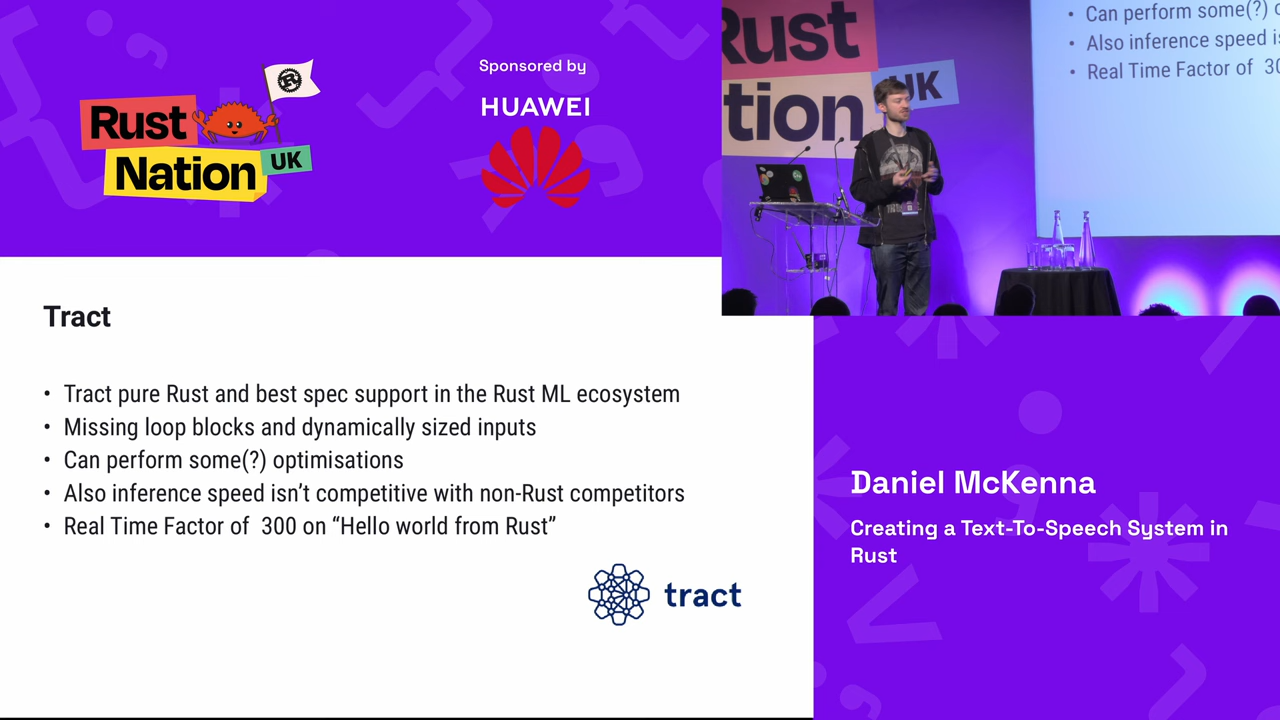 Rust
Nation
UK
Sponsored by
HUAWEI
Rust
tion
UK
Can perform some(?)
Also inference speed
Real Time Factor of 30
Tract
• Tract pure Rust and best spec support in the Rust ML ecosystem
• Missing loop blocks and dynamically sized inputs
• Can perform some(?) optimisations
• Also inference speed isn’t competitive with non-Rust competitors
• Real Time Factor of 300 on “Hello world from Rust”
tract
Daniel McKenna
Creating a Text-To-Speech System in
Rust